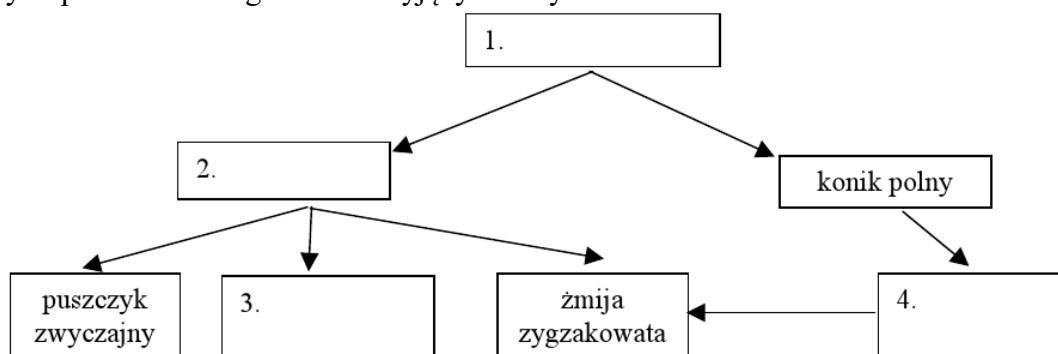 1.
2.
konik polny
puszczyk
zwyczajny
3.
żmija
zygzakowata
4.